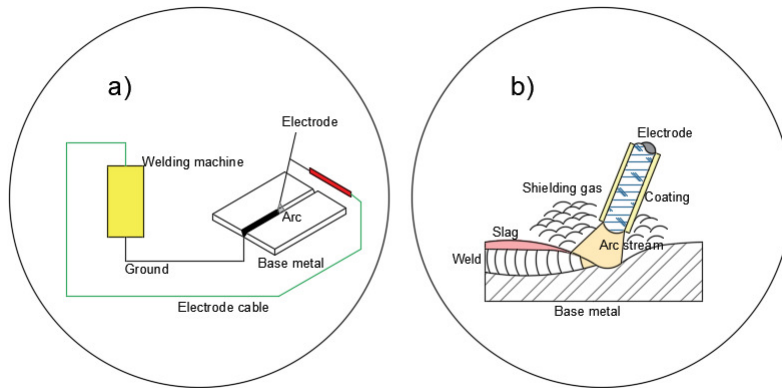 a)
Electrode
Welding machine
Arc
Base metal
Ground
Electrode cable
b)
Electrode
Shielding gas
Coating
Slag
Arc stream
Weld
Base metal